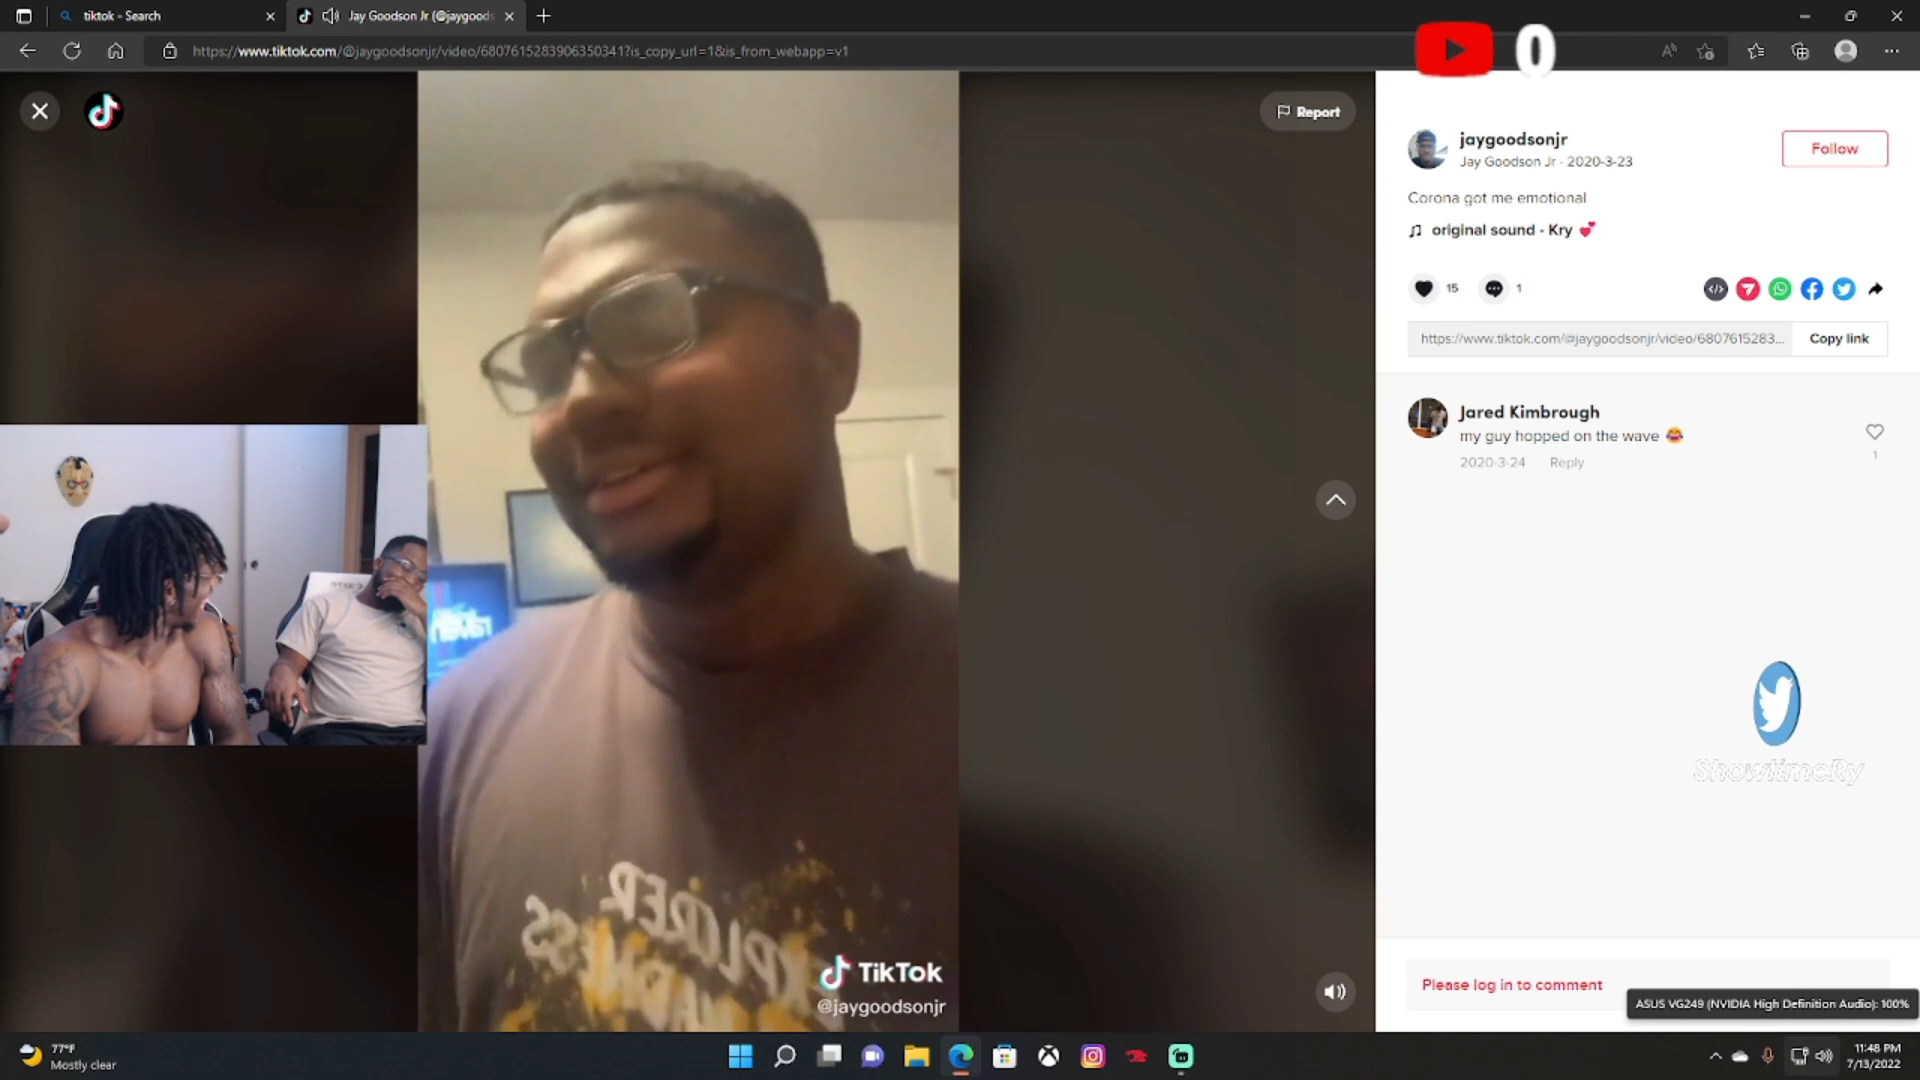 tiktok - Search
Jay Goodson Jr (@jaygoods
https://www.tiktok.com/@jaygoodsonjr/video/6807615283906350341?is_copy_url=1&is_from_webapp=v1
0
Report
jaygoodsonjr
Jay Goodson Jr · 2020-3-23
Follow
Corona got me emotional
original sound - Kry 💕
15
1
https://www.tiktok.com/@jaygoodsonjr/video/6807615283...
Copy link
Jared Kimbrough
my guy hopped on the wave 😂
2020-3-24 Reply
1
ShowtimeRy
EXPLORER
MADNESS
TikTok
@jaygoodsonjr
Please log in to comment
ASUS VG249 (NVIDIA High Definition Audio): 100%
77°F
Mostly clear
11:48 PM
7/13/2022